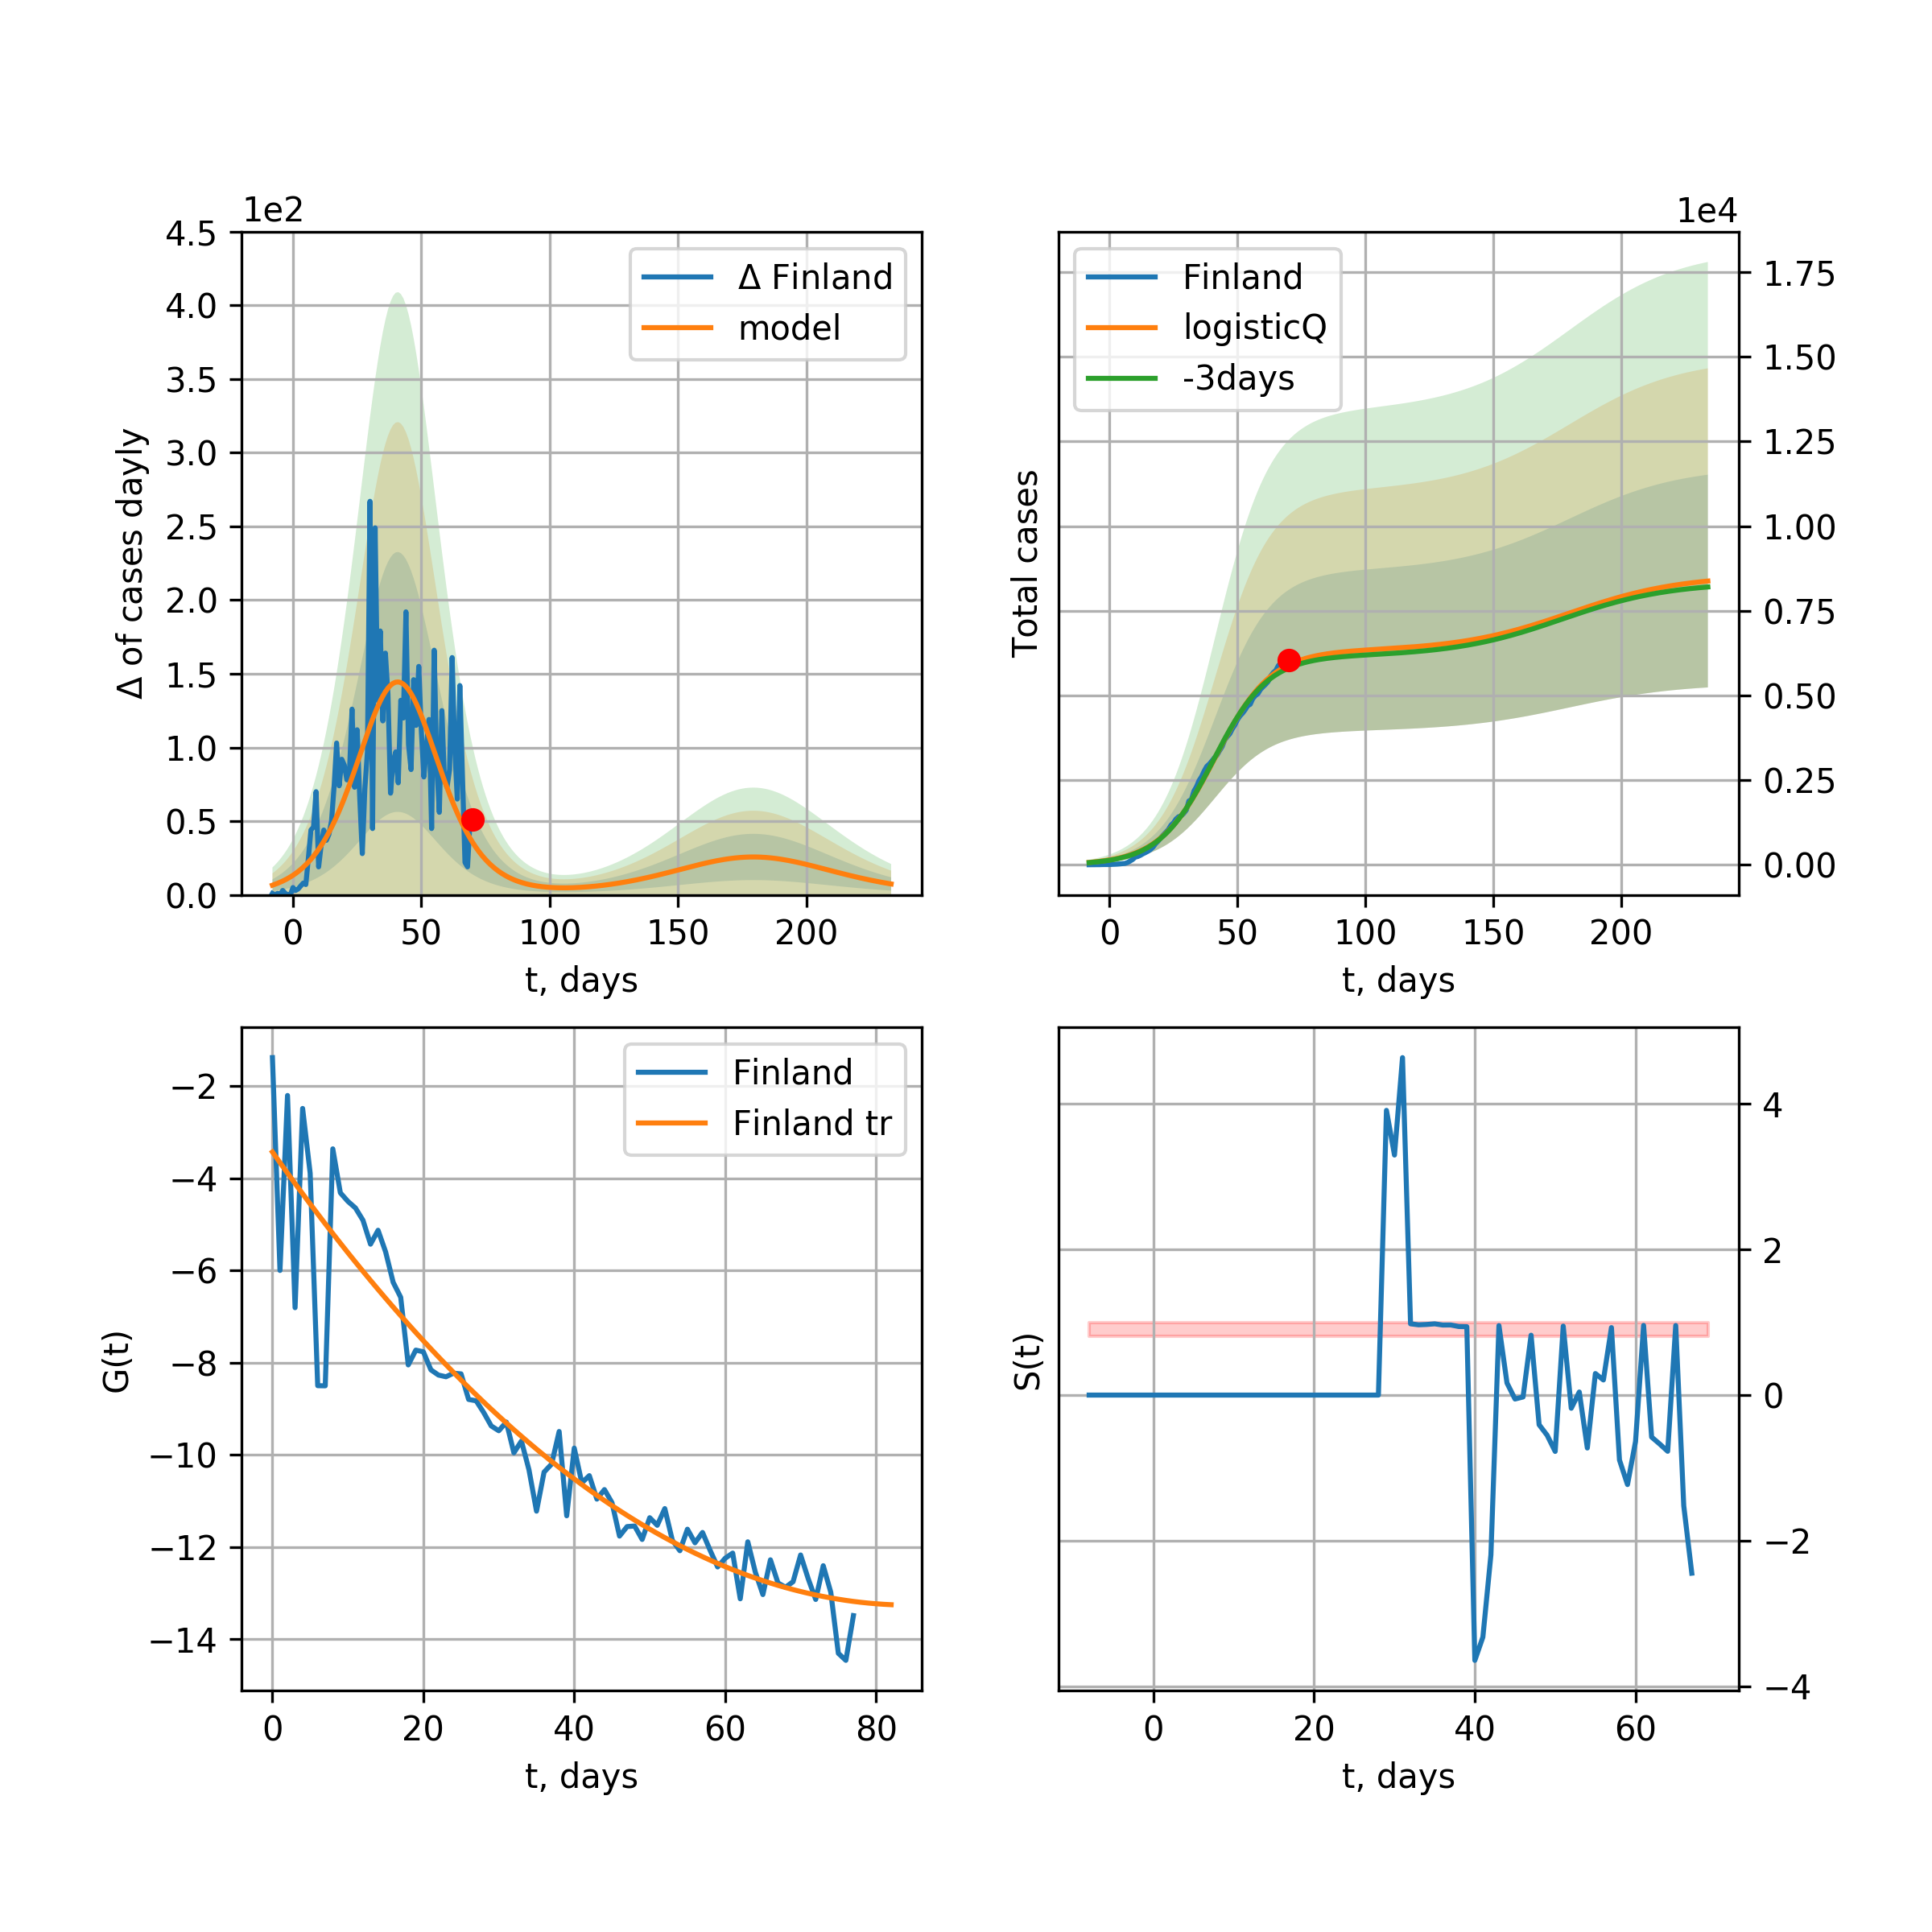 1e2
4.5
4.0
3.5
3.0
2.5
2.0
1.5
1.0
0.5
0.0
Δ of cases dayly
Δ Finland
model
0 50 100 150 200
t, days
1e4
1.75
1.50
1.25
1.00
0.75
0.50
0.25
0.00
Total cases
Finland
logisticQ
-3days
0 50 100 150 200
t, days
−2
−4
−6
−8
−10
−12
−14
G(t)
Finland
Finland tr
0 20 40 60 80
t, days
4
2
0
−2
−4
S(t)
0 20 40 60
t, days